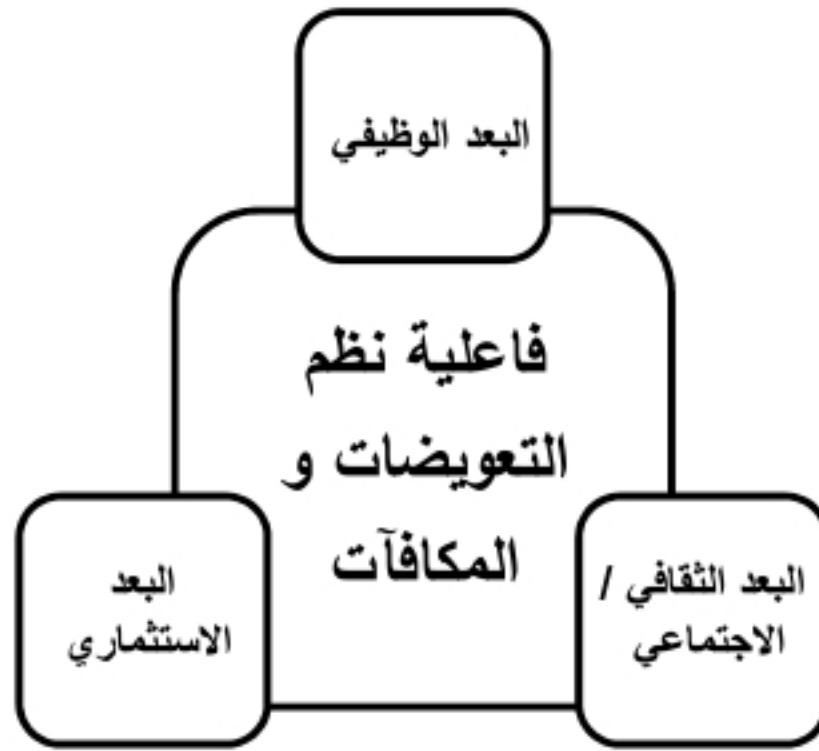 البعد الوظيفي
فاعلية نظم
التعويضات و
المكافآت
البعد الثقافي /
الاجتماعي
البعد
الاستثماري